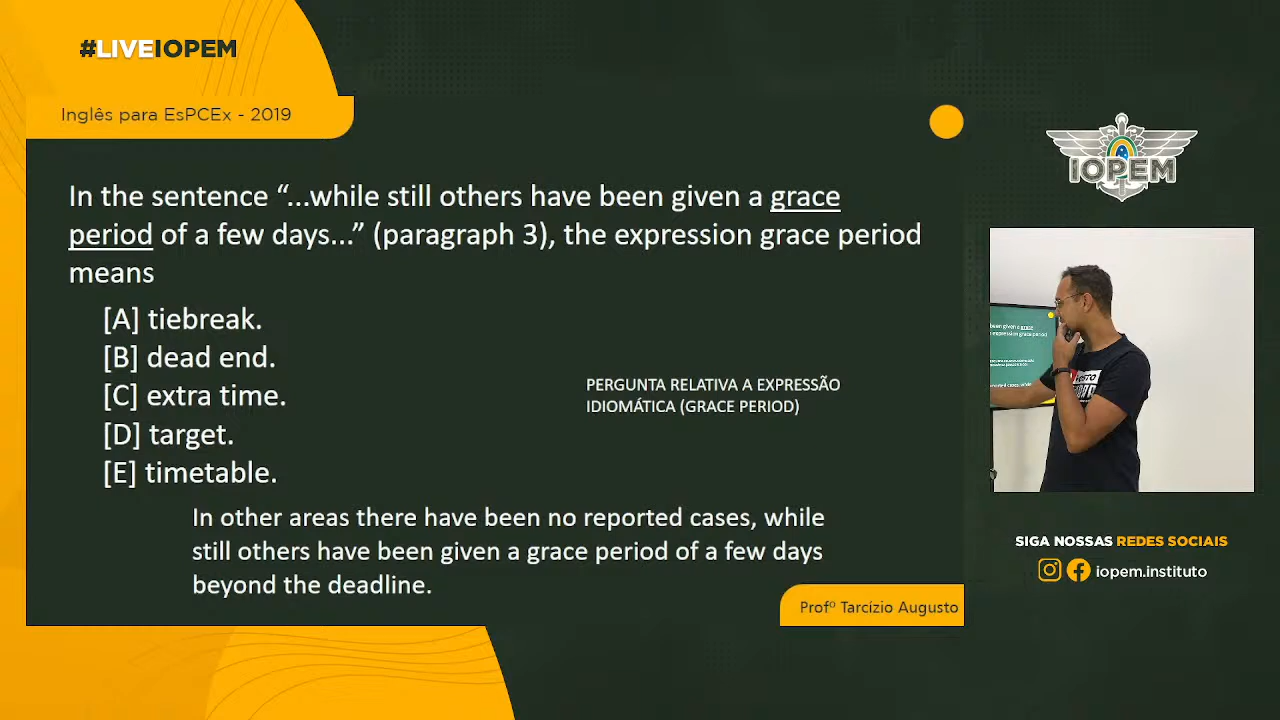 #LIVEIOPEM
Inglês para EsPCEx - 2019
In the sentence “...while still others have been given a grace
period of a few days...” (paragraph 3), the expression grace period
means
[A] tiebreak.
[B] dead end.
[C] extra time.
[D] target.
[E] timetable.
PERGUNTA RELATIVA A EXPRESSÃO
IDIOMÁTICA (GRACE PERIOD)
In other areas there have been no reported cases, while
still others have been given a grace period of a few days
beyond the deadline.
Profº Tarcízio Augusto
IOPEM
SIGA NOSSAS REDES SOCIAIS
iopem.instituto